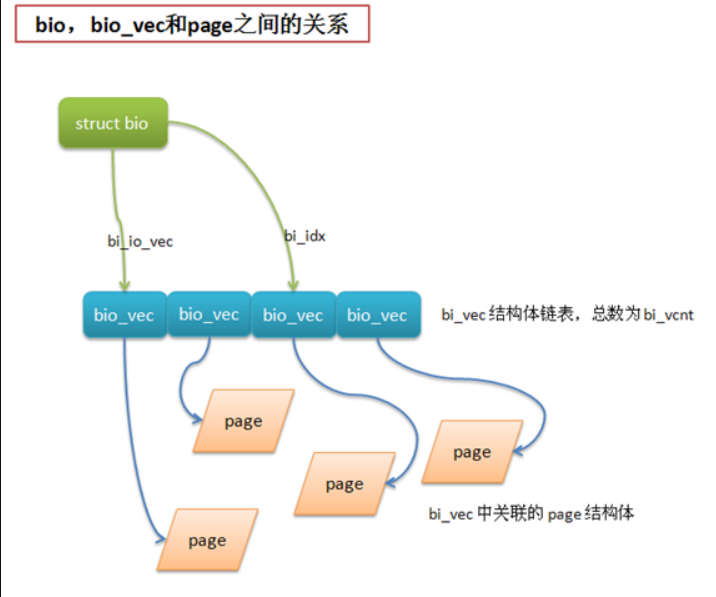 bio，bio_vec和page之间的关系
struct bio
bi_io_vec
bi_idx
bio_vec
bio_vec
bio_vec
bio_vec
bi_vec 结构体链表，总数为 bi_vcnt
page
page
page
page
bi_vec 中关联的 page 结构体